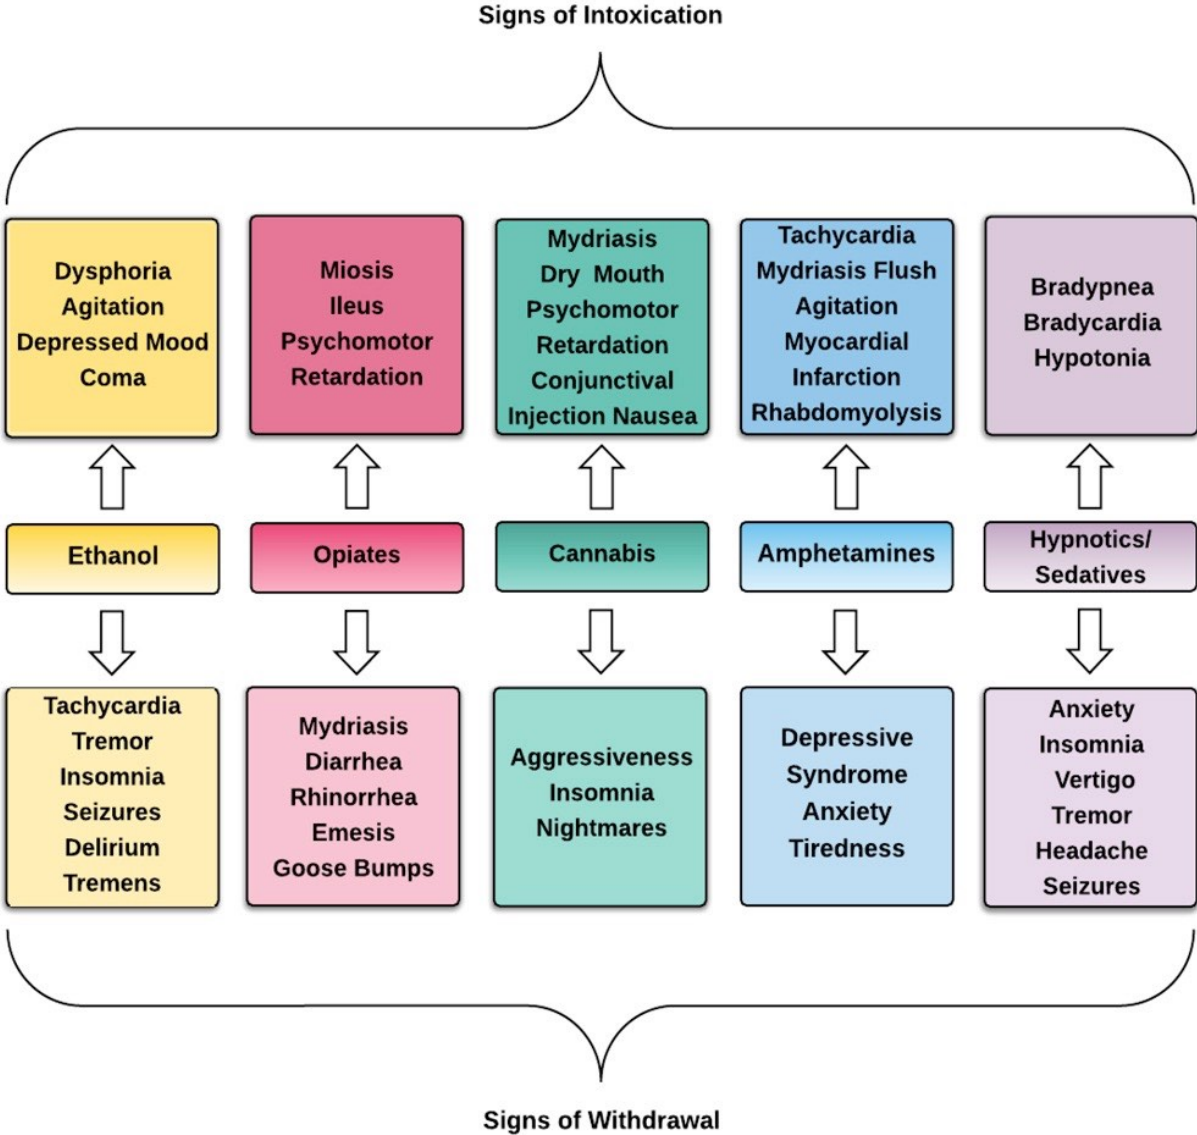 Signs of Intoxication
Dysphoria
Agitation
Depressed Mood
Coma
Miosis
Ileus
Psychomotor
Retardation
Mydriasis
Dry Mouth
Psychomotor
Retardation
Conjunctival
Injection Nausea
Tachycardia
Mydriasis Flush
Agitation
Myocardial
Infarction
Rhabdomyolysis
Bradypnea
Bradycardia
Hypotonia
Ethanol
Opiates
Cannabis
Amphetamines
Hypnotics/
Sedatives
Tachycardia
Tremor
Insomnia
Seizures
Delirium
Tremens
Mydriasis
Diarrhea
Rhinorrhea
Emesis
Goose Bumps
Aggressiveness
Insomnia
Nightmares
Depressive
Syndrome
Anxiety
Tiredness
Anxiety
Insomnia
Vertigo
Tremor
Headache
Seizures
Signs of Withdrawal